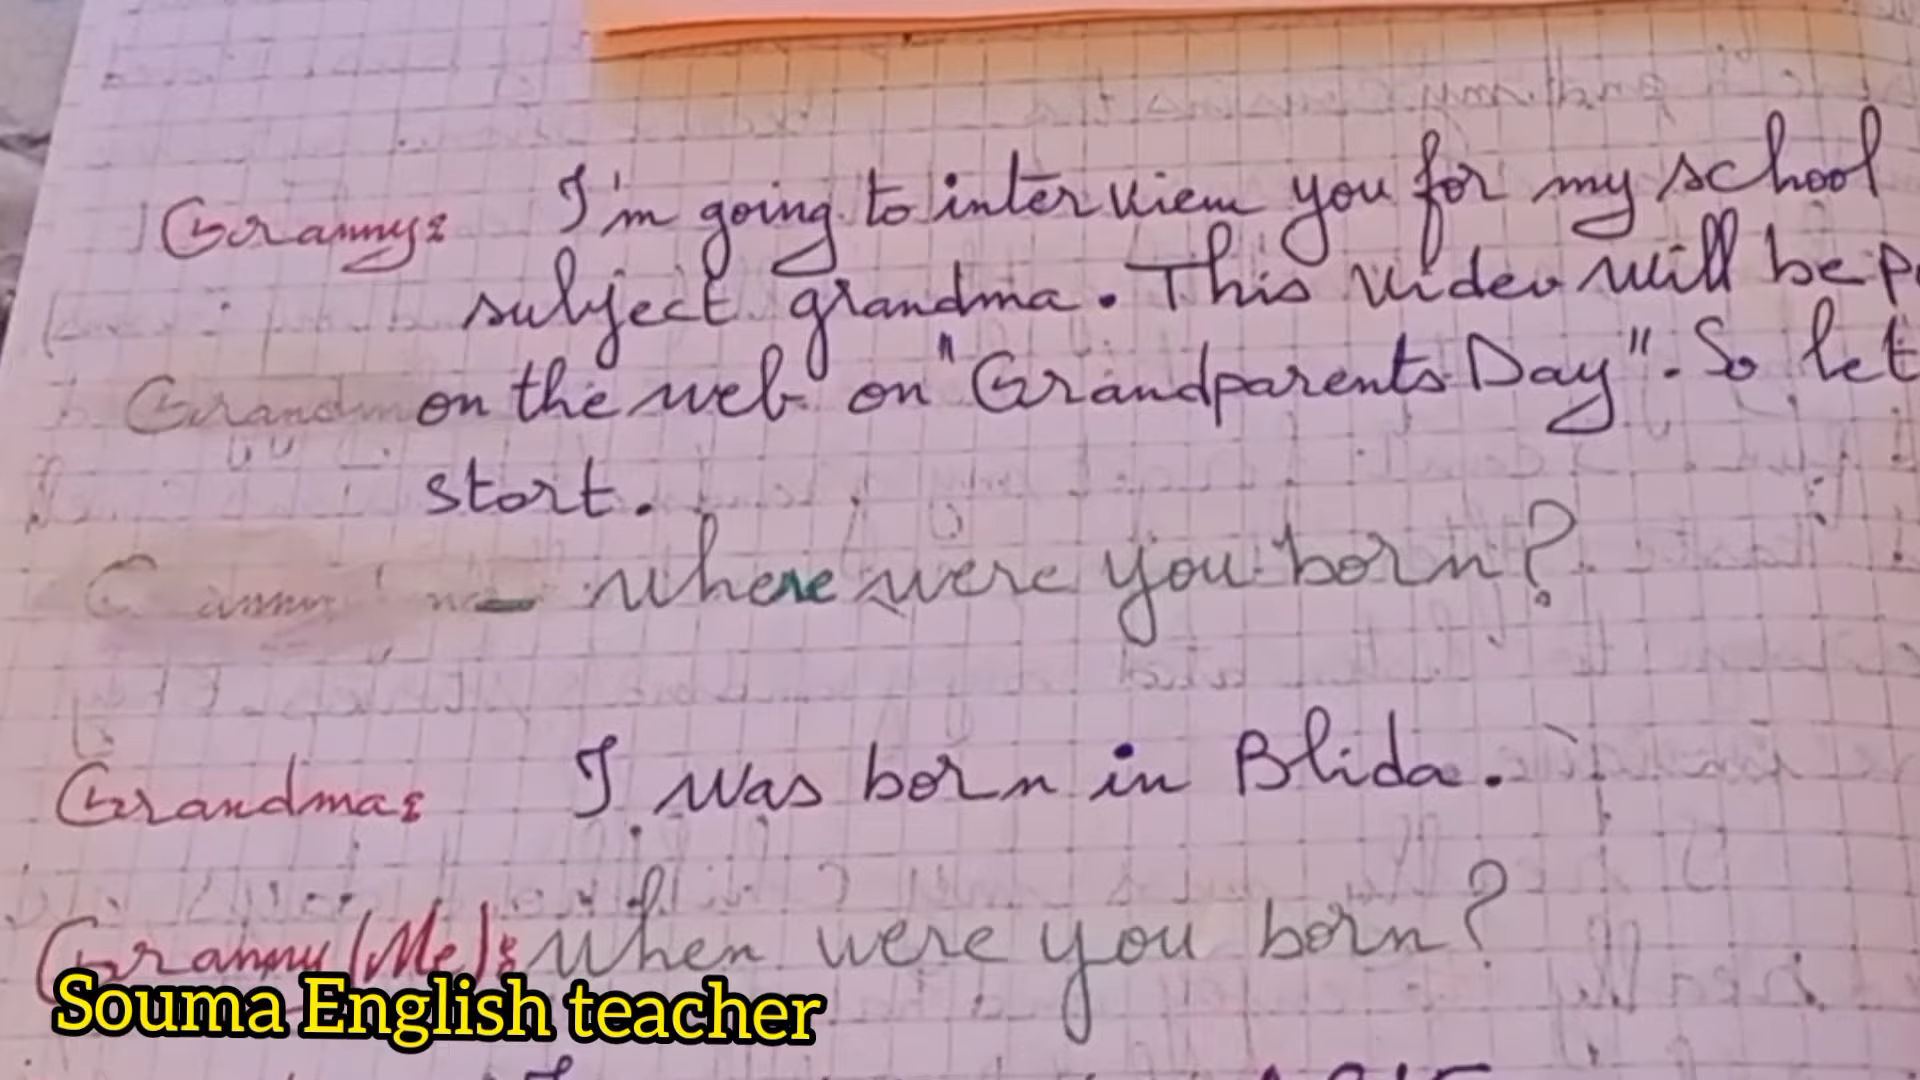 Granny: I'm going to interview you for my school
subject grandma. This video will be
on the web on "Grandparents Day". So let
start.
where were you born?
Grandma: I was born in Blida.
Granny (Me): when were you born?
Souma English teacher